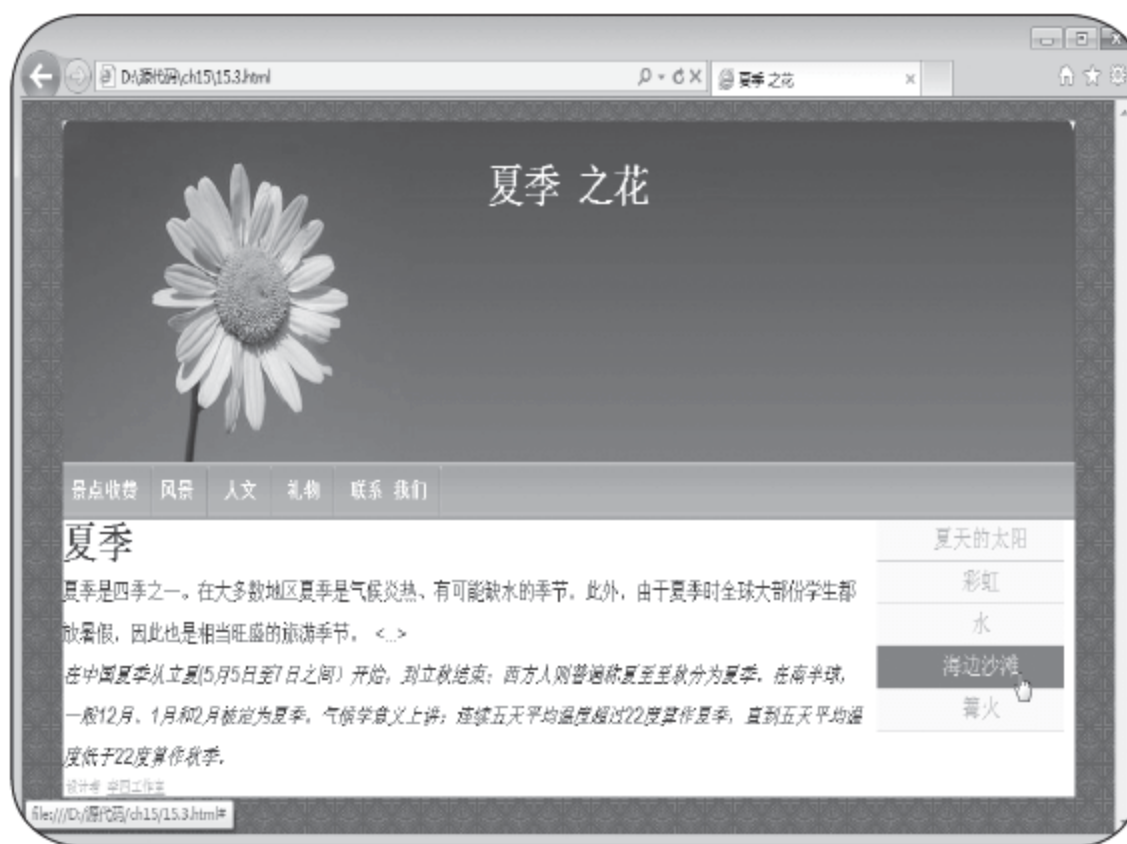 D:\源代码\ch15\15.3.html
夏季 之花
夏季 之花
景点收费 风景 人文 礼物 联系 我们
夏季
夏季是四季之一。在大多数地区夏季是气候炎热、有可能缺水的季节。此外，由于夏季时全球大部份学生都
放暑假，因此也是相当旺盛的旅游季节。 <...>
在中国夏季从立夏(5月5日至7日之间）开始，到立秋结束；西方人则普遍称夏至至秋分为夏季。在南半球，
一般12月、1月和2月被定为夏季。气候学意义上讲：连续五天平均温度超过22度算作夏季，直到五天平均温
度低于22度算作秋季。
夏天的太阳
彩虹
水
海边沙滩
篝火
设计者 工作室
file:///D:/源代码/ch15/15.3.html#